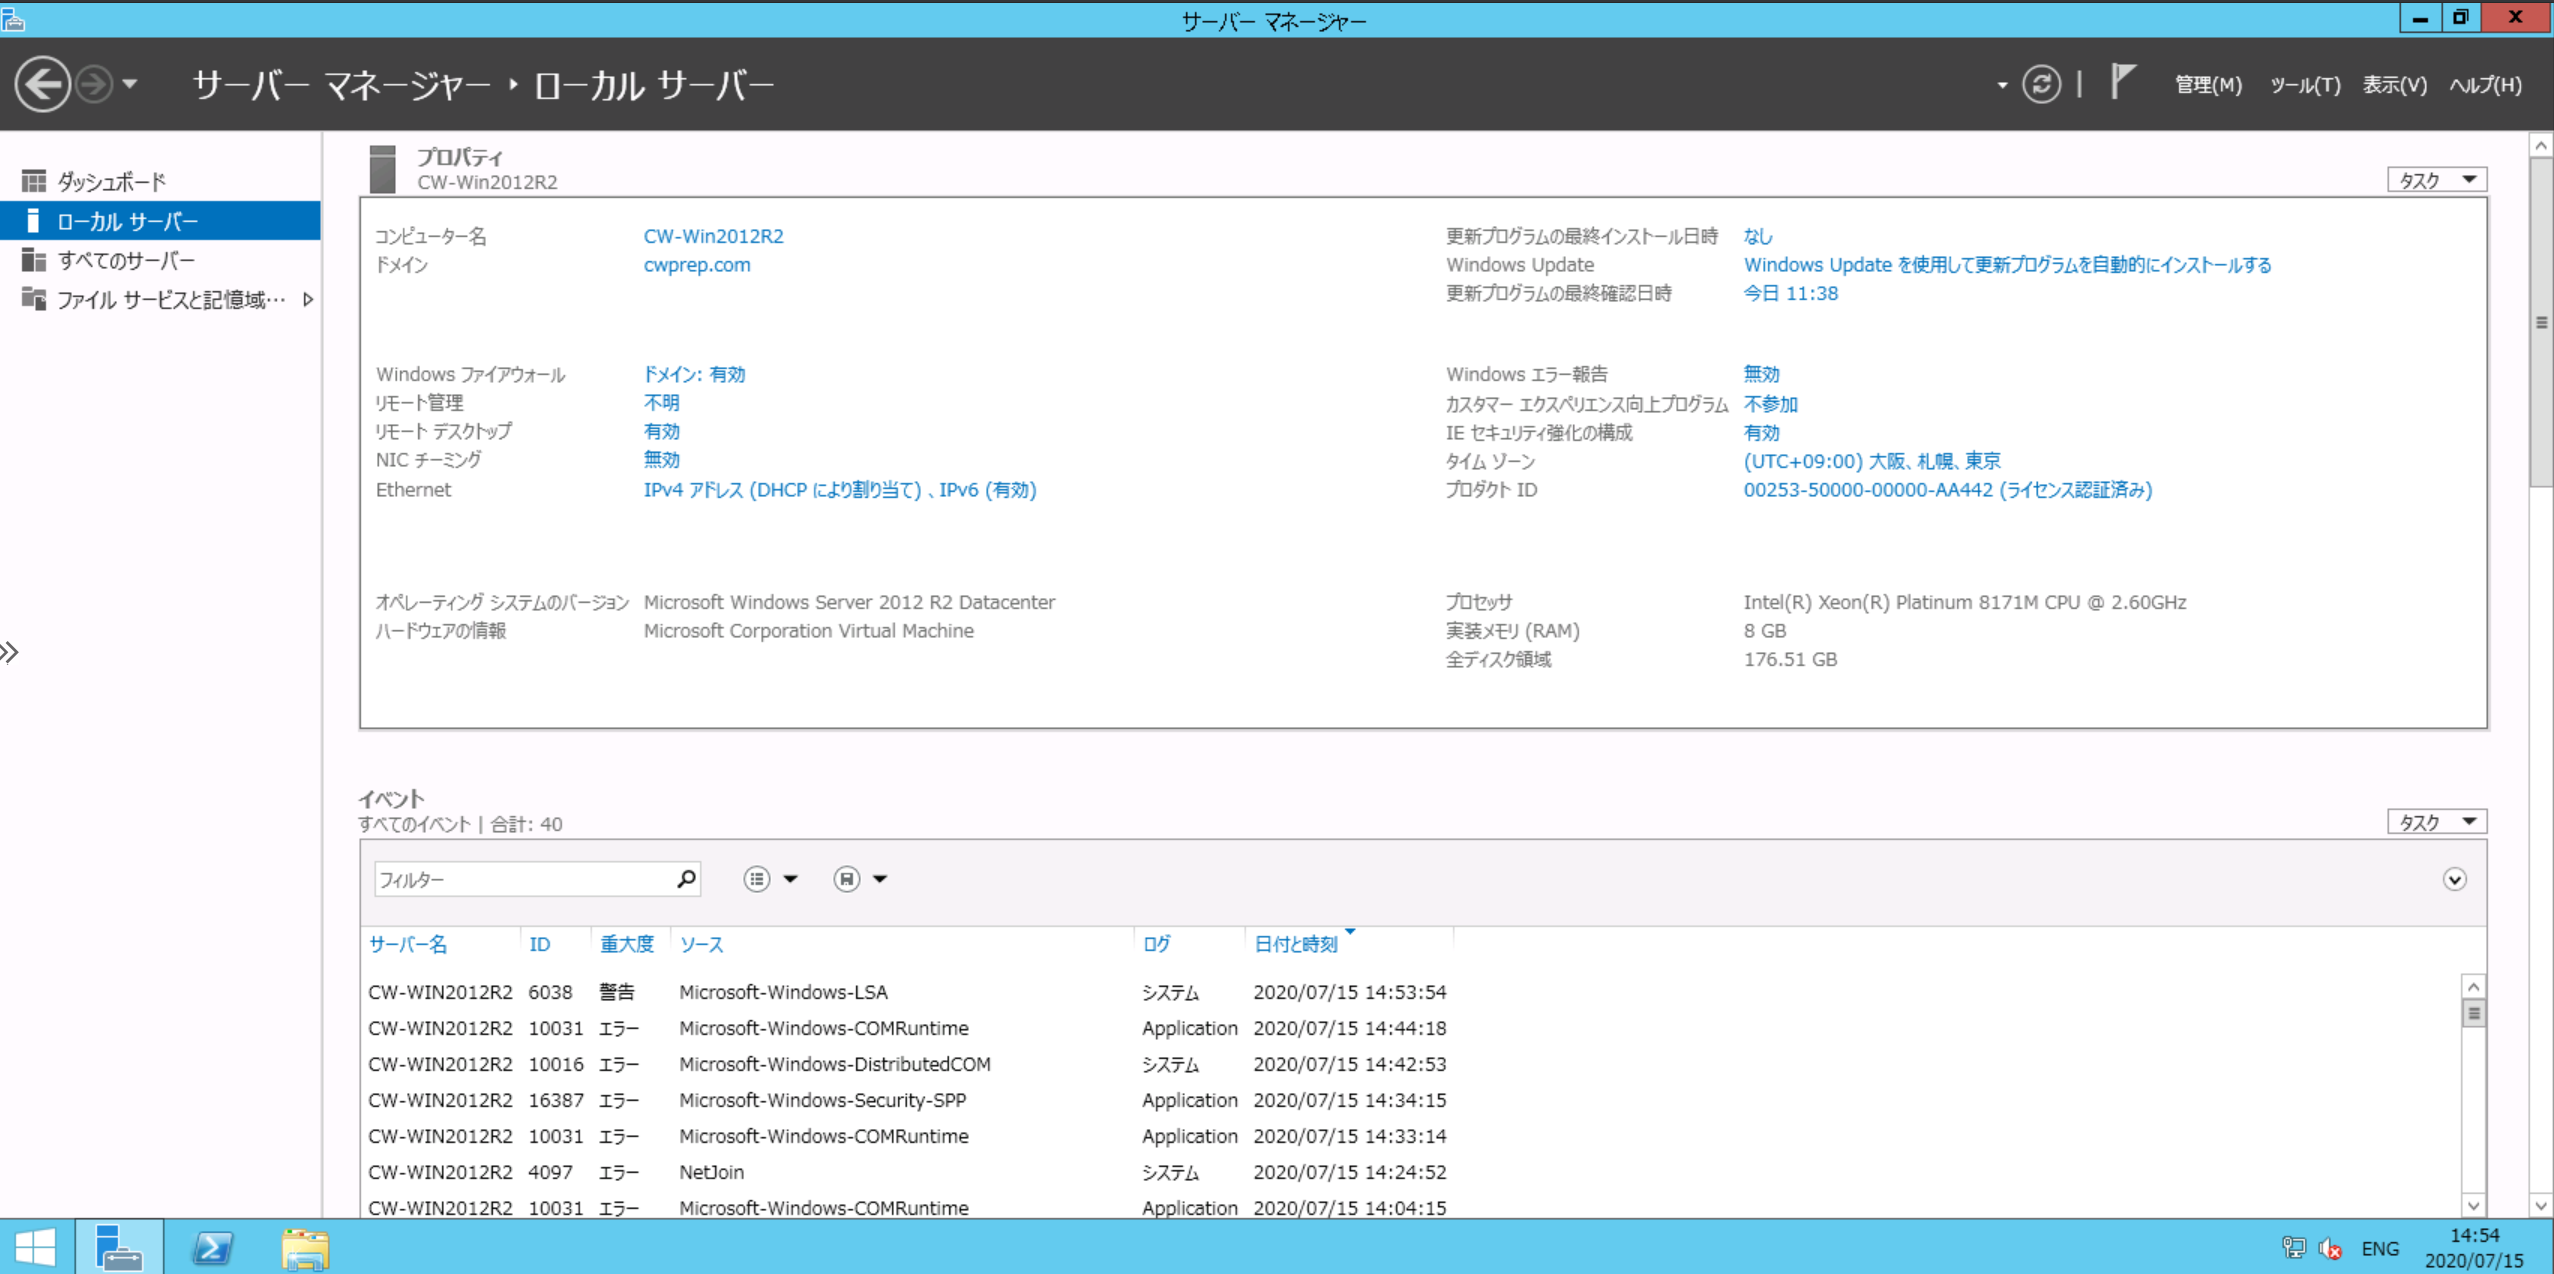 サーバー マネージャー
サーバー マネージャー ‣ ローカル サーバー
管理(M) ツール(T) 表示(V) ヘルプ(H)
ダッシュボード
ローカル サーバー
すべてのサーバー
ファイル サービスと記憶域…
プロパティ
CW-Win2012R2
タスク
コンピューター名 CW-Win2012R2
ドメイン cwprep.com
更新プログラムの最終インストール日時 なし
Windows Update Windows Update を使用して更新プログラムを自動的にインストールする
更新プログラムの最終確認日時 今日 11:38
Windows ファイアウォール ドメイン: 有効
リモート管理 不明
リモート デスクトップ 有効
NIC チーミング 無効
Ethernet IPv4 アドレス (DHCP により割り当て) 、IPv6 (有効)
Windows エラー報告 無効
カスタマー エクスペリエンス向上プログラム 不参加
IE セキュリティ強化の構成 有効
タイム ゾーン (UTC+09:00) 大阪、札幌、東京
プロダクト ID 00253-50000-00000-AA442 (ライセンス認証済み)
オペレーティング システムのバージョン Microsoft Windows Server 2012 R2 Datacenter
ハードウェアの情報 Microsoft Corporation Virtual Machine
プロセッサ Intel(R) Xeon(R) Platinum 8171M CPU @ 2.60GHz
実装メモリ (RAM) 8 GB
全ディスク領域 176.51 GB
イベント
すべてのイベント | 合計: 40
タスク
フィルター
サーバー名 ID 重大度 ソース ログ 日付と時刻
CW-WIN2012R2 6038 警告 Microsoft-Windows-LSA システム 2020/07/15 14:53:54
CW-WIN2012R2 10031 エラー Microsoft-Windows-COMRuntime Application 2020/07/15 14:44:18
CW-WIN2012R2 10016 エラー Microsoft-Windows-DistributedCOM システム 2020/07/15 14:42:53
CW-WIN2012R2 16387 エラー Microsoft-Windows-Security-SPP Application 2020/07/15 14:34:15
CW-WIN2012R2 10031 エラー Microsoft-Windows-COMRuntime Application 2020/07/15 14:33:14
CW-WIN2012R2 4097 エラー NetJoin システム 2020/07/15 14:24:52
CW-WIN2012R2 10031 エラー Microsoft-Windows-COMRuntime Application 2020/07/15 14:04:15
ENG
14:54
2020/07/15